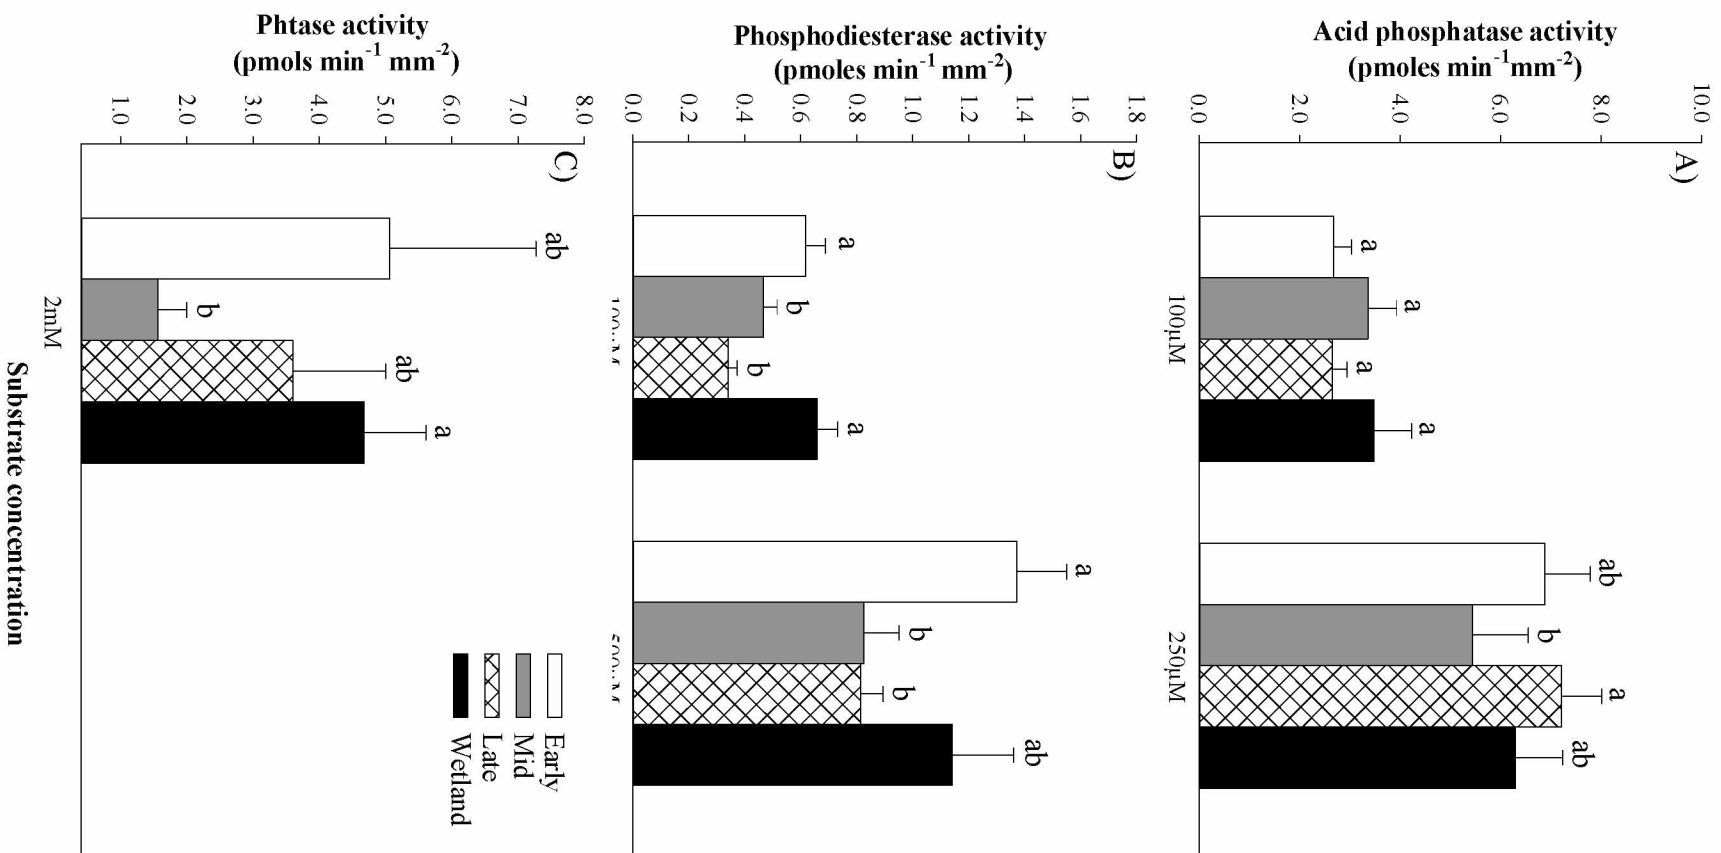 A)
Acid phosphatase activity
(pmoles min-1mm-2)
10.0
8.0
6.0
4.0
2.0
0.0
a
a
a
a
ab
b
a
ab
100µM
250µM
B)
Phosphodiesterase activity
(pmoles min-1 mm-2)
1.8
1.6
1.4
1.2
1.0
0.8
0.6
0.4
0.2
0.0
a
b
b
a
a
b
b
ab
C)
Phtase activity
(pmols min-1 mm-2)
8.0
7.0
6.0
5.0
4.0
3.0
2.0
1.0
ab
b
ab
a
Early
Mid
Late
Wetland
2mM
Substrate concentration